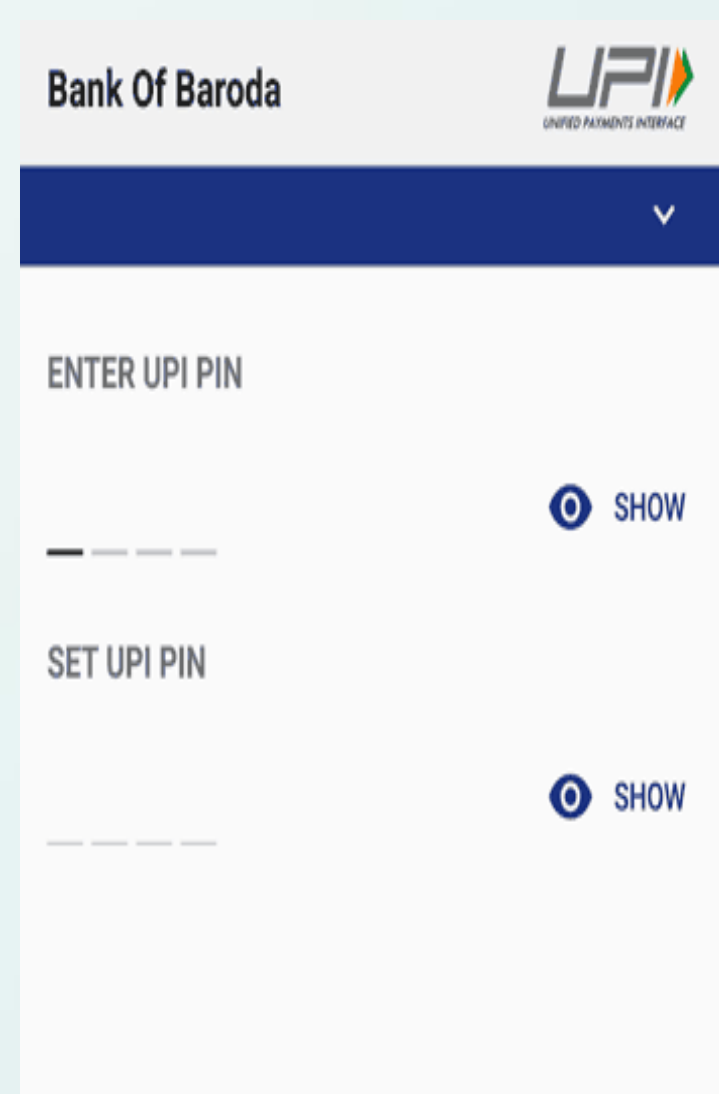 Bank Of Baroda
UPI
UNIFIED PAYMENTS INTERFACE
ENTER UPI PIN
SHOW
SET UPI PIN
SHOW